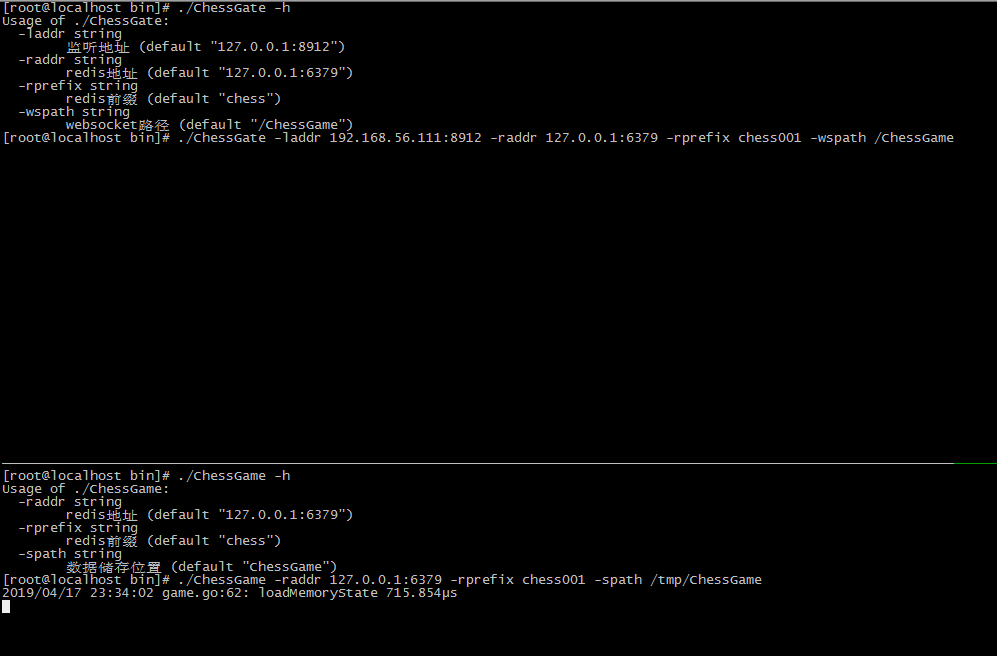 [root@localhost bin]# ./ChessGate -h
Usage of ./ChessGate:
  -laddr string
        监听地址 (default "127.0.0.1:8912")
  -raddr string
        redis地址 (default "127.0.0.1:6379")
  -rprefix string
        redis前缀 (default "chess")
  -wspath string
        websocket路径 (default "/ChessGame")
[root@localhost bin]# ./ChessGate -laddr 192.168.56.111:8912 -raddr 127.0.0.1:6379 -rprefix chess001 -wspath /ChessGame
[root@localhost bin]# ./ChessGame -h
Usage of ./ChessGame:
  -raddr string
        redis地址 (default "127.0.0.1:6379")
  -rprefix string
        redis前缀 (default "chess")
  -spath string
        数据储存位置 (default "ChessGame")
[root@localhost bin]# ./ChessGame -raddr 127.0.0.1:6379 -rprefix chess001 -spath /tmp/ChessGame
2019/04/17 23:34:02 game.go:62: loadMemoryState 715.854µs